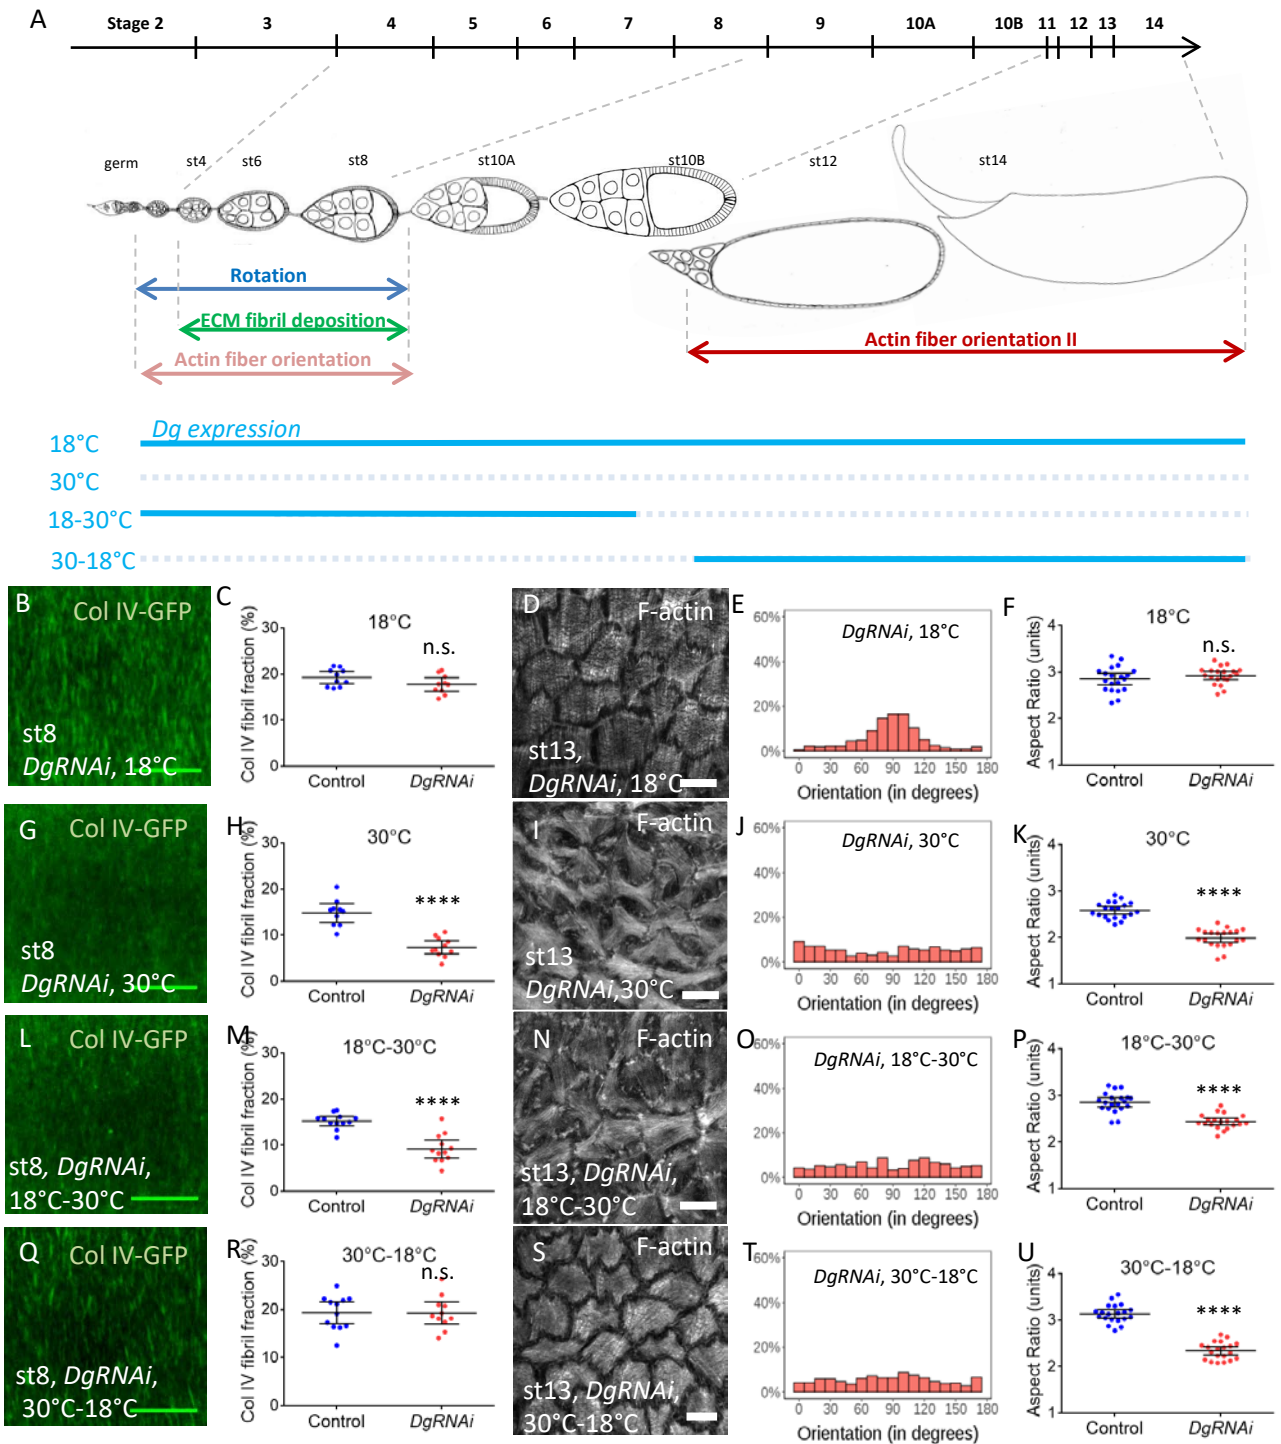 A
Stage 2 3 4 5 6 7 8 9 10A 10B 11 12 13 14
germ st4 st6 st8 st10A st10B st12 st14
Rotation
ECM fibril deposition
Actin fiber orientation
Actin fiber orientation II
Dg expression
18°C
30°C
18-30°C
30-18°C
B
Col IV-GFP
st8
DgRNAi, 18°C
C
Col IV fibril fraction (%)
18°C
n.s.
30
20
10
0
Control DgRNAi
D
F-actin
st13,
DgRNAi, 18°C
E
60%
40%
20%
0%
DgRNAi, 18°C
0 30 60 90 120 150 180
Orientation (in degrees)
F
Aspect Ratio (units)
18°C
n.s.
4
3
2
1
Control DgRNAi
G
Col IV-GFP
st8
DgRNAi, 30°C
H
Col IV fibril fraction (%)
30°C
****
30
20
10
0
Control DgRNAi
I
F-actin
st13
DgRNAi,30°C
J
60%
40%
20%
0%
DgRNAi, 30°C
0 30 60 90 120 150 180
Orientation (in degrees)
K
Aspect Ratio (units)
30°C
****
4
3
2
1
Control DgRNAi
L
Col IV-GFP
st8, DgRNAi,
18°C-30°C
M
Col IV fibril fraction (%)
18°C-30°C
****
30
20
10
0
Control DgRNAi
N
F-actin
st13, DgRNAi,
18°C-30°C
O
60%
40%
20%
0%
DgRNAi, 18°C-30°C
0 30 60 90 120 150 180
Orientation (in degrees)
P
Aspect Ratio (units)
18°C-30°C
****
4
3
2
1
Control DgRNAi
Q
Col IV-GFP
st8, DgRNAi,
30°C-18°C
R
Col IV fibril fraction (%)
30°C-18°C
n.s.
30
20
10
0
Control DgRNAi
S
F-actin
st13, DgRNAi,
30°C-18°C
T
60%
40%
20%
0%
DgRNAi, 30°C-18°C
0 30 60 90 120 150 180
Orientation (in degrees)
U
Aspect Ratio (units)
30°C-18°C
****
4
3
2
1
Control DgRNAi